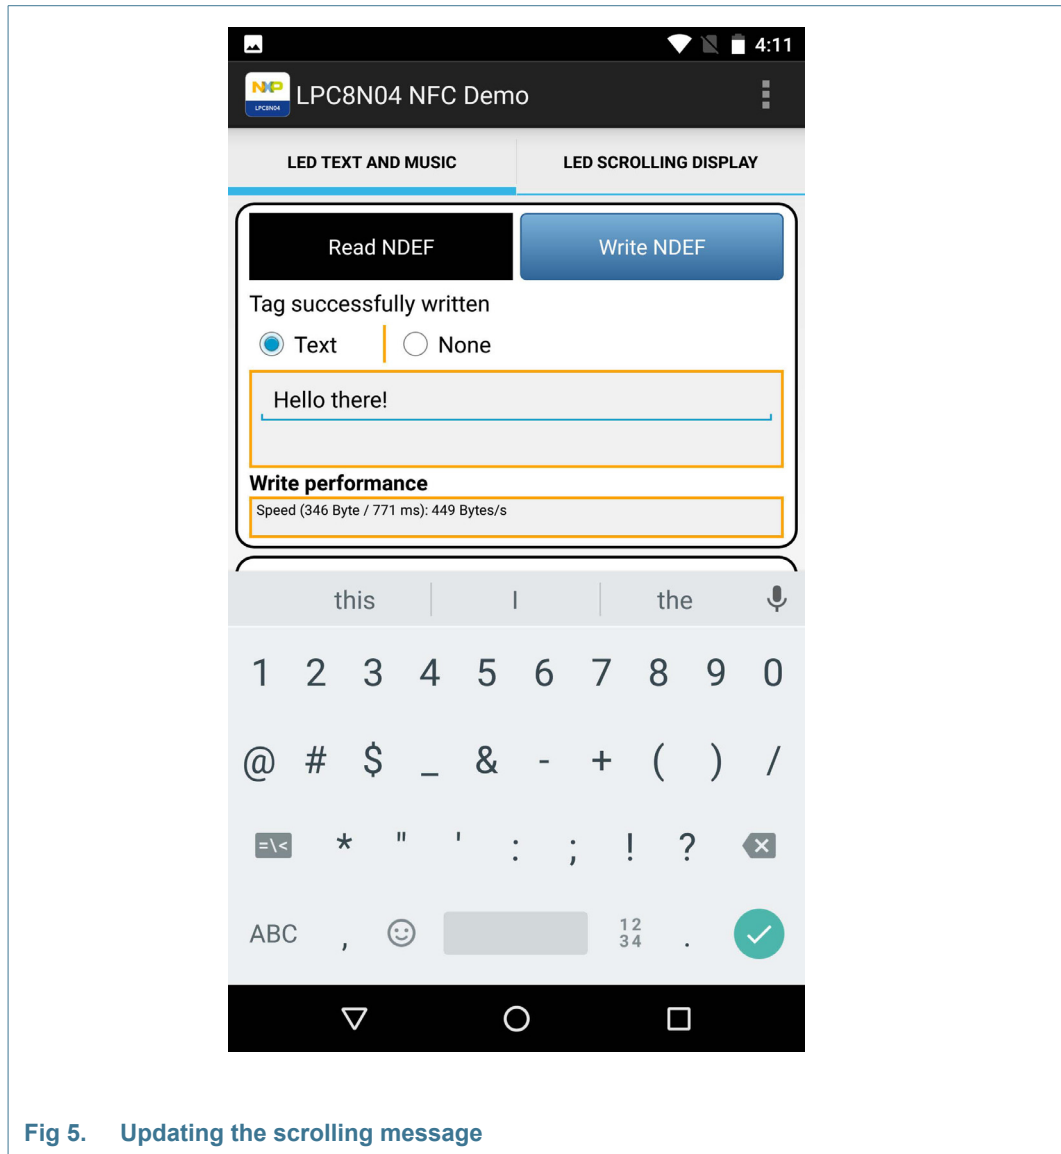 4:11
NXP
LPC8N04
LPC8N04 NFC Demo
LED TEXT AND MUSIC LED SCROLLING DISPLAY
Read NDEF Write NDEF
Tag successfully written
Text None
Hello there!
Write performance
Speed (346 Byte / 771 ms): 449 Bytes/s
this I the
1 2 3 4 5 6 7 8 9 0
@ # $ _ & - + ( ) /
=\< * " ' : ; ! ?
ABC , 12 .
34
Fig 5. Updating the scrolling message